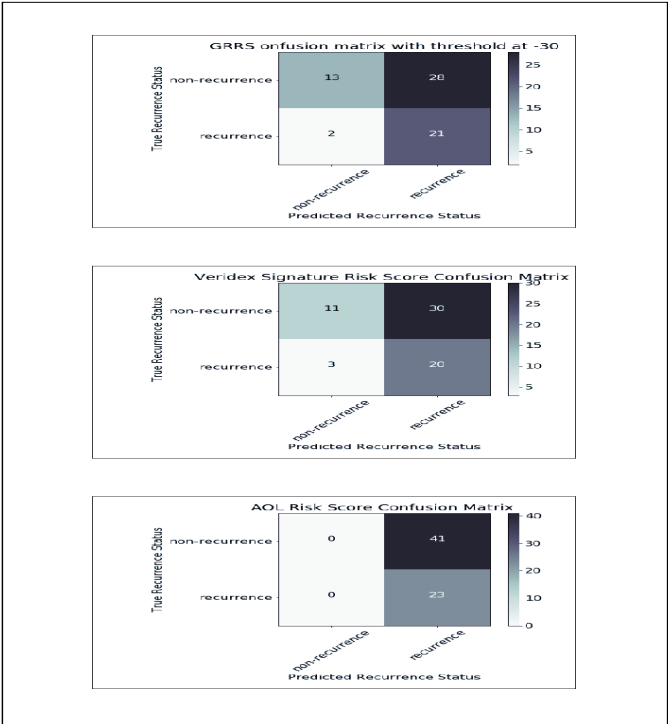 GRRS onfusion matrix with threshold at -30
True Recurrence Status
non-recurrence
recurrence
13
28
2
21
25
20
15
10
5
non-recurrence
recurrence
Predicted Recurrence Status
Veridex Signature Risk Score Confusion Matrix
True Recurrence Status
non-recurrence
recurrence
11
30
3
20
30
25
20
15
10
5
non-recurrence
recurrence
Predicted Recurrence Status
AOL Risk Score Confusion Matrix
True Recurrence Status
non-recurrence
recurrence
0
41
0
23
40
30
20
10
0
non-recurrence
recurrence
Predicted Recurrence Status